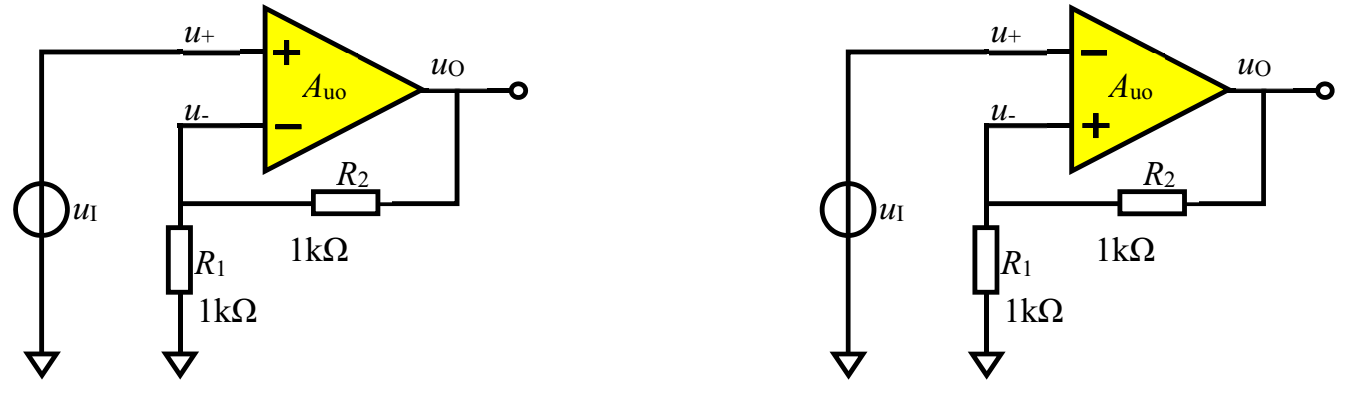 u+
+
Auo
uO
u-
−
R2
uI
1kΩ
R1
1kΩ
u+
−
Auo
uO
u-
+
R2
uI
1kΩ
R1
1kΩ